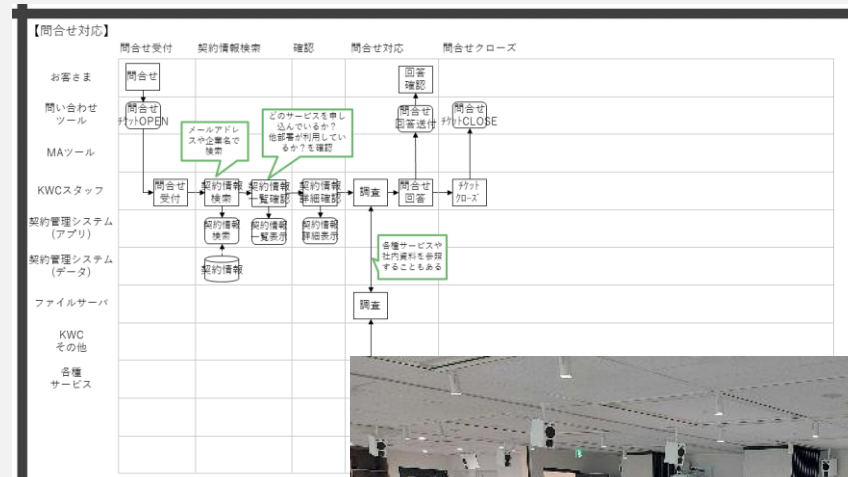 【問合せ対応】
問合せ受付 契約情報検索 確認 問合せ対応 問合せクローズ
お客さま
問合せ
回答
確認
問い合わせ
ツール
問合せ
チケットOPEN
問合せ
回答送付
問合せ
チケットCLOSE
メールアドレ
スや企業名で
検索
どのサービスを申し
込んでいるか?
他部署が利用してい
るか?を確認
MAツール
KWCスタッフ
問合せ
受付
契約情報
検索
契約情報
一覧確認
契約情報
詳細確認
調査
問合せ
回答
チケット
クローズ
契約管理システム
(アプリ)
契約情報
検索
契約情報
一覧表示
契約情報
詳細表示
各種サービスや
社内資料を参照
することもある
契約管理システム
(データ)
契約情報
ファイルサーバ
調査
KWC
その他
各種
サービス